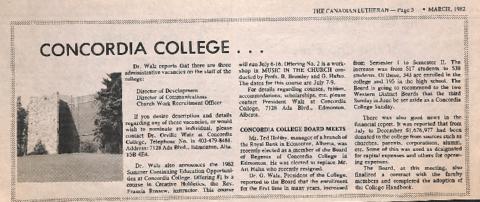 THE CANADIAN LUTHERAN — Page 5 • MARCH, 1982
CONCORDIA COLLEGE . . .
Dr. Walz reports that there are three
administrative vacancies on the staff of the
college:
Director of Development
Director of Communications
Church Work Recruitment Officer
If you desire description and details
regarding any of these vacancies, or would
wish to nominate an individual, please
contact Dr. Orville Walz at Concordia
College, Telephone No. is 403-479-8481.
Address: 7128 Ada Blvd., Edmonton, Alta.
T5B 4E4.
Dr. Walz also announces the 1982
Summer Continuing Education Opportuni-
ties at Concordia College. Offering #1 is a
course in Creative Holiness, the Rev.
Francis instructor. This course
will run July 6-16. Offering No. 2 is a work-
shop in MUSIC IN THE CHURCH con-
ducted by Profs. B. and G. Hafso.
The dates for this course are July 7-9.
For details regarding courses, tuition,
accommodations, scholarships, etc. please
contact President Walz at Concordia
College, 7128 Ada Blvd., Edmonton,
Alberta.
CONCORDIA COLLEGE BOARD MEETS
Mr. Ted manager of a branch of
the Royal Bank in Edmonton, Alberta, was
recently elected as a member of the Board
of Regents of Concordia College in
Edmonton. He was elected to replace Mr.
Art Hahn who recently resigned.
Dr. O. Walz, President of the College,
reported to the Board that the enrollment
for the first time in many years, increased
from Semester I to Semester II. The
increase was from 517 students to 538
students. Of these, 343 are enrolled in the
college and 195 in the high school. The
Board is going to recommend to the two
Western District Boards that the third
Sunday in June be set aside as a Concordia
College Sunday.
There was also good news in the
financial report. It was reported that from
July to December $1,676,977 had been
donated to the college from sources such as
churches, parents, corporations, alumni,
etc. Some of this was used as designated
for capital expenses and others for opera-
ting expenses.
The Board, at this meeting, also
finalized a contract with the faculty
members and completed the adoption of
the College Handbook.